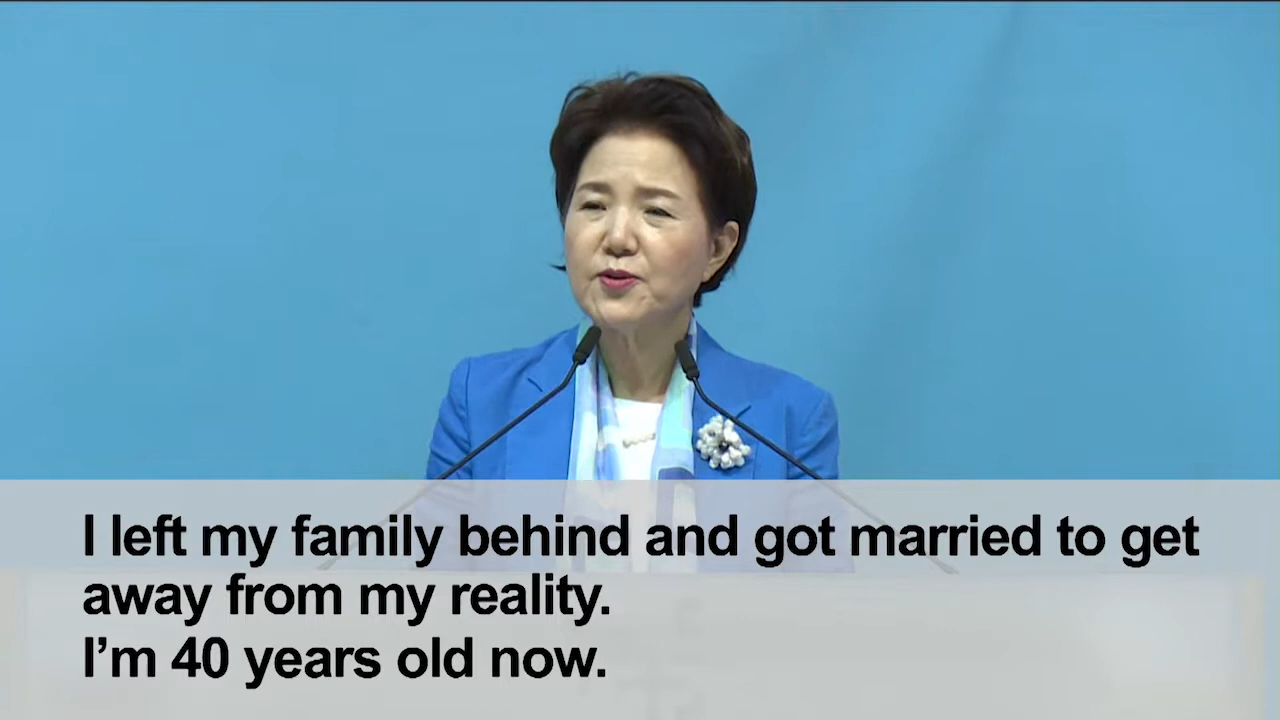 I left my family behind and got married to get
away from my reality.
I’m 40 years old now.